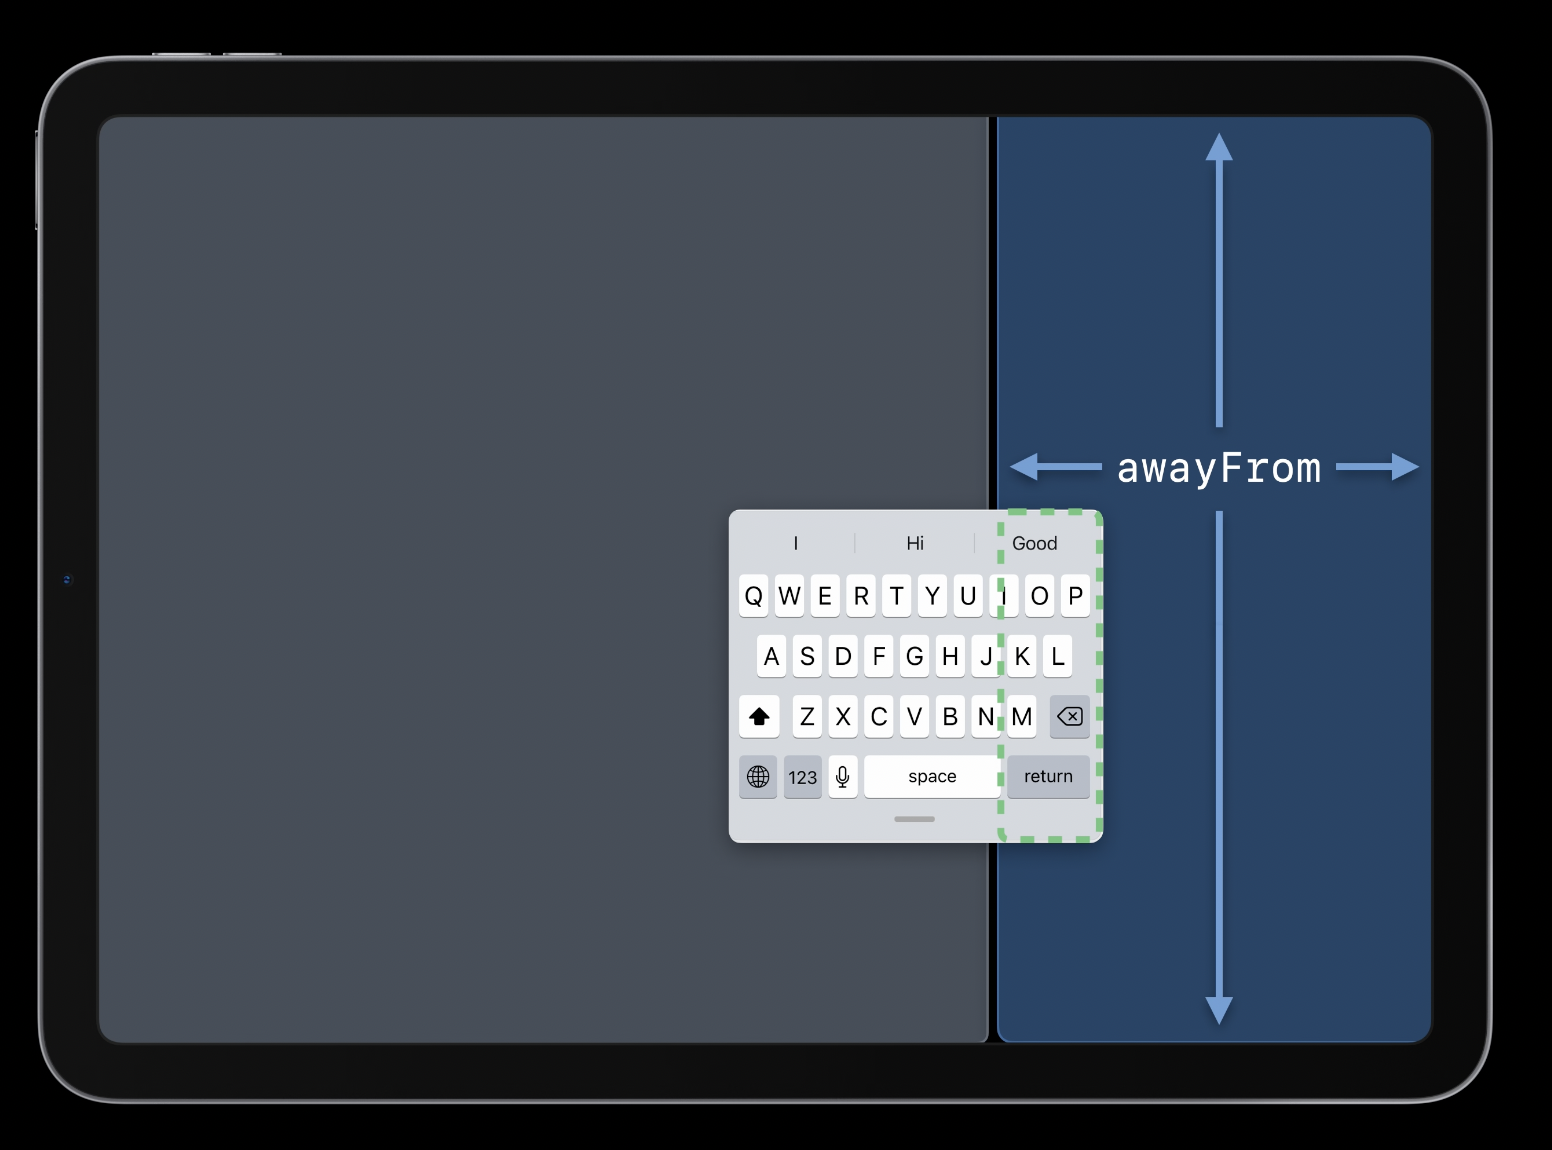 awayFrom
I Hi Good
Q W E R T Y U I O P
A S D F G H J K L
Z X C V B N M
123 space return